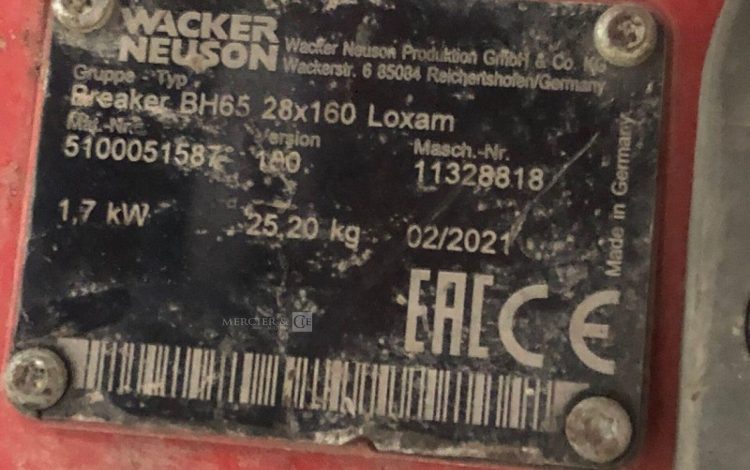 WACKER
NEUSON
Wacker Neuson Produktion GmbH & Co. KG
Wackerstr. 6 85084 Reichertshofen/Germany
Gruppe - Typ
Breaker BH65 28x160 Loxam
Mat.-Nr. Version Masch.-Nr.
5100051587 100 11328818
1,7 kW 25,20 kg 02/2021
Made in Germany
EAC CE
MERCIER & CIE